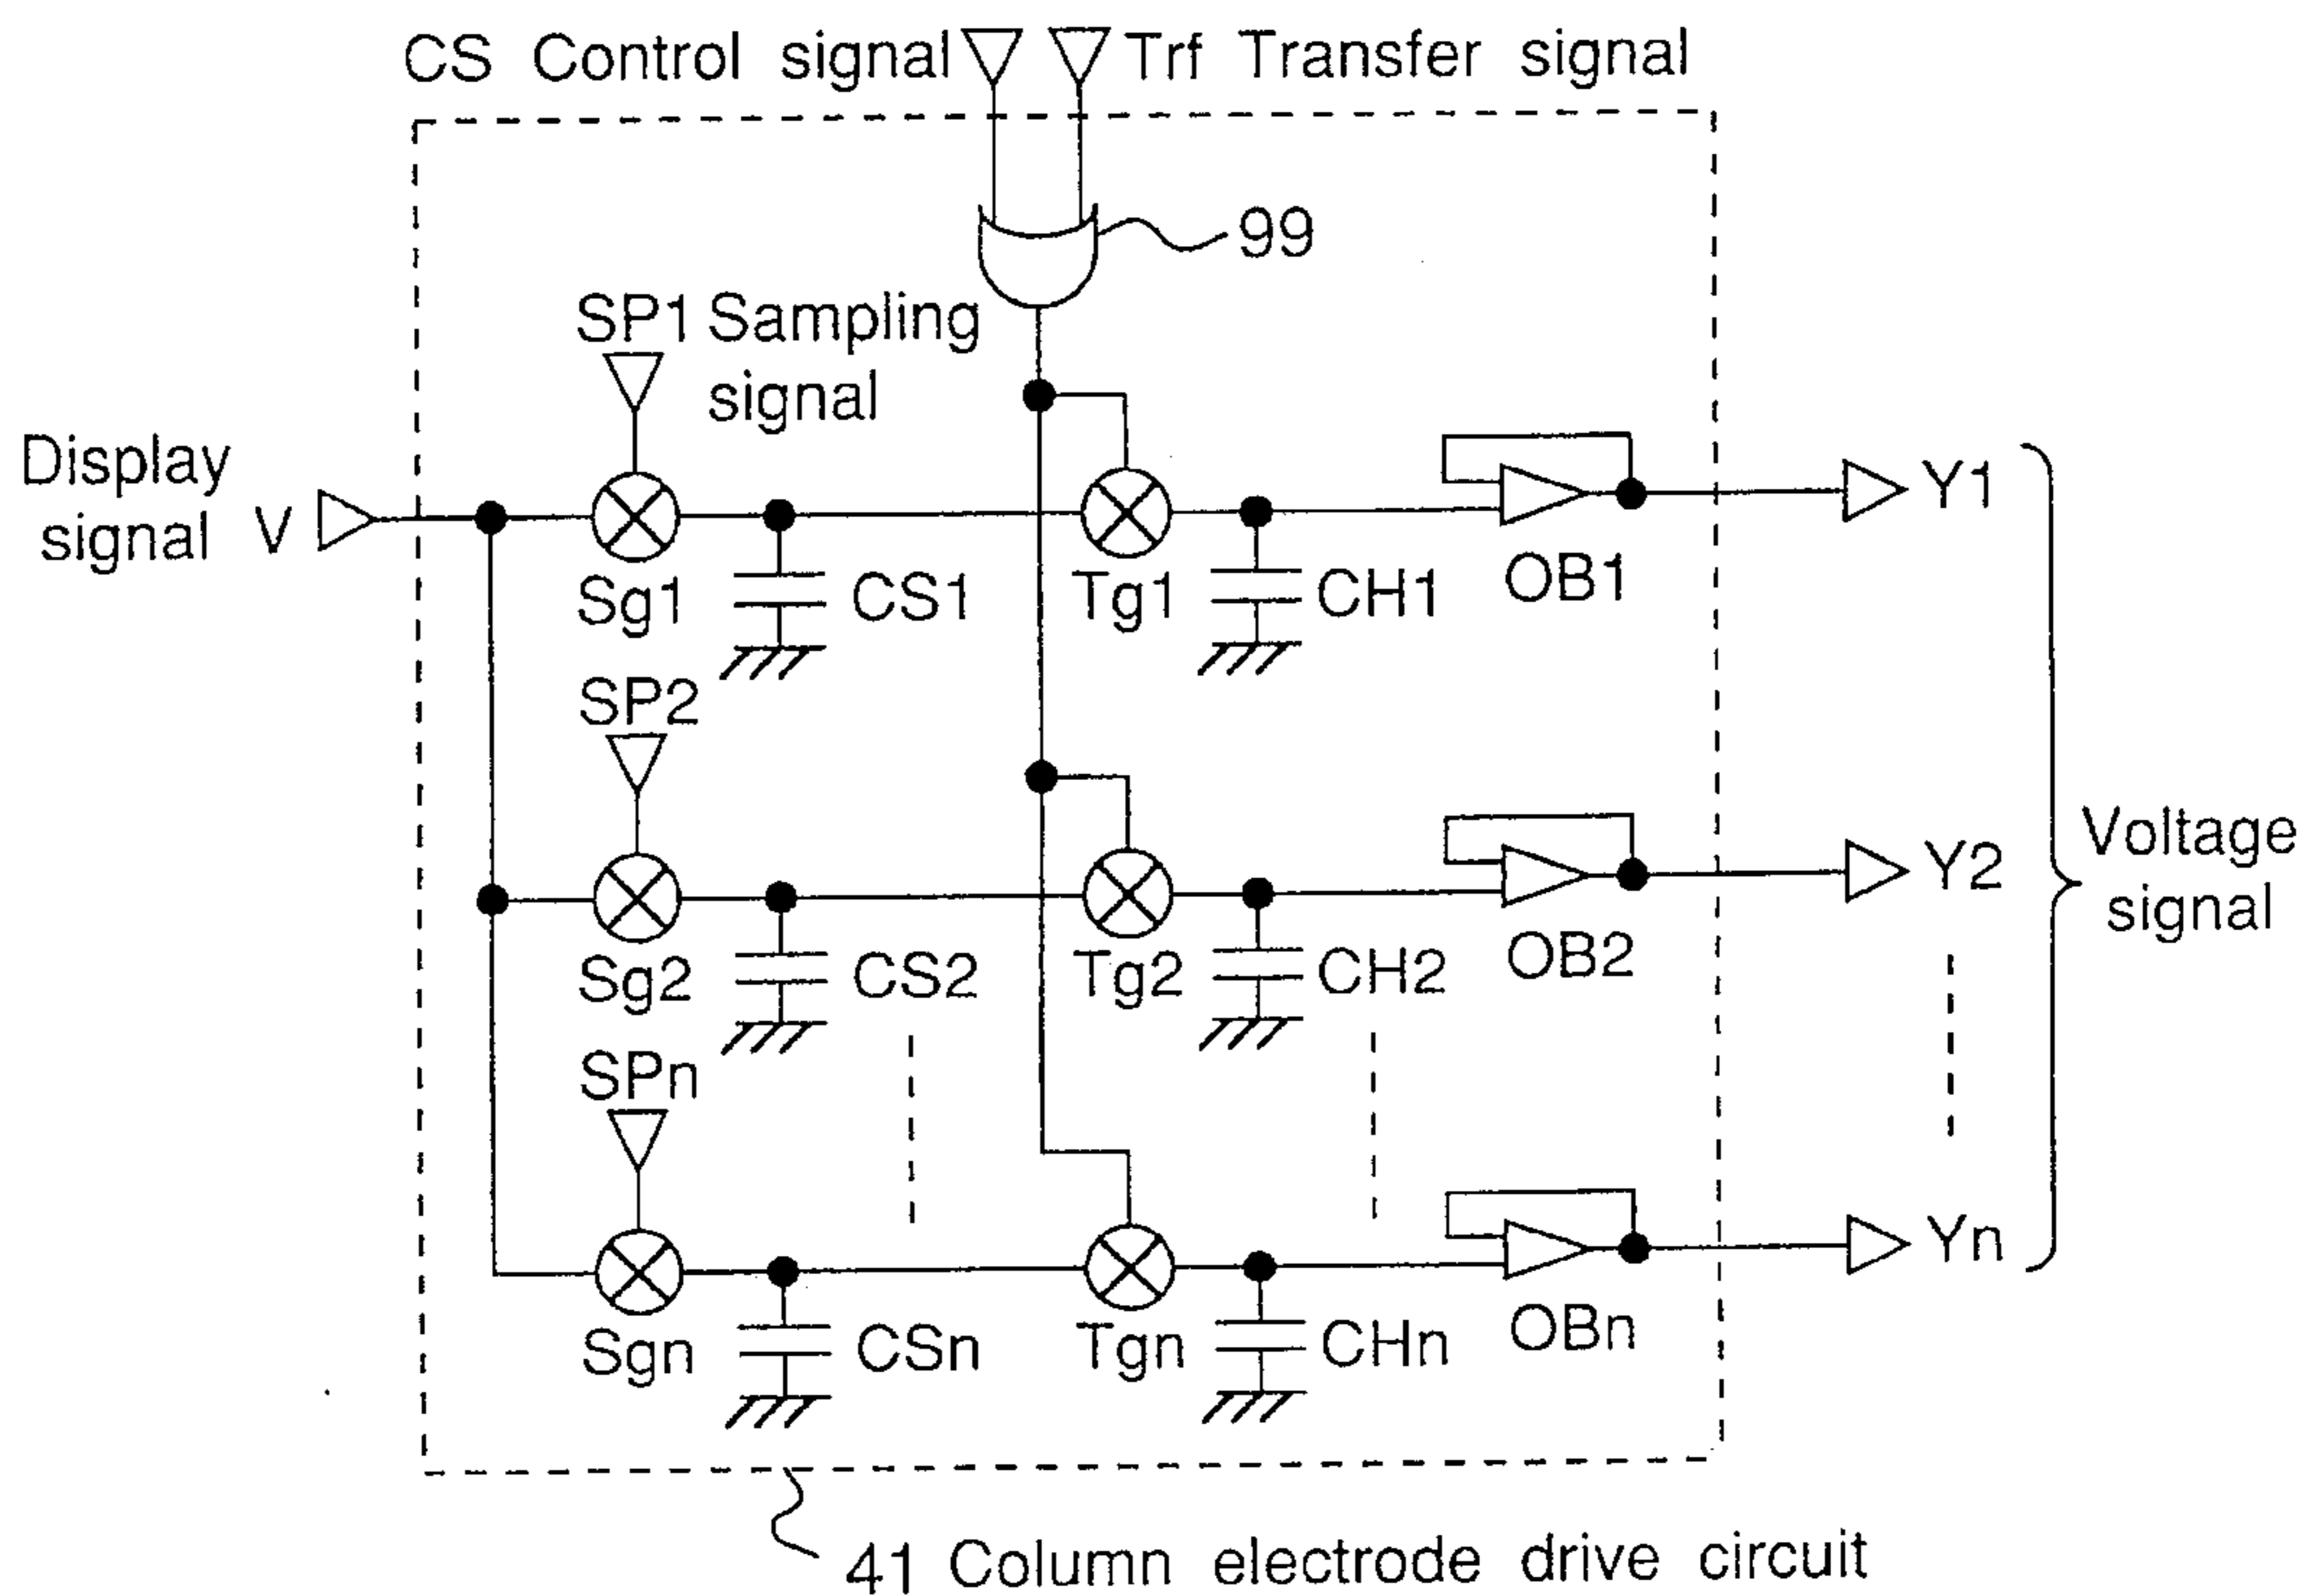 CS Control signal
Trf Transfer signal
99
SP1 Sampling
signal
Display
signal V
Sg1
CS1
Tg1
CH1
OB1
Y1
SP2
Sg2
CS2
Tg2
CH2
OB2
Y2
Voltage
signal
SPn
Sgn
CSn
Tgn
CHn
OBn
Yn
41 Column electrode drive circuit